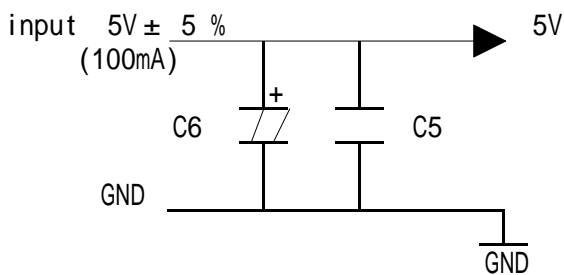 input 5V ± 5 % 5V
(100mA)
+
C6 C5
GND
GND